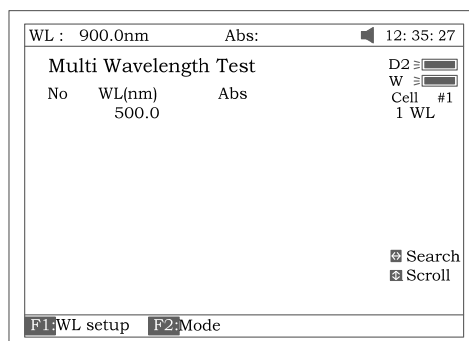 WL : 900.0nm Abs: 12: 35: 27
Multi Wavelength Test D2
W
No WL(nm) Abs Cell #1
500.0 1 WL
Search
Scroll
F1:WL setup F2:Mode